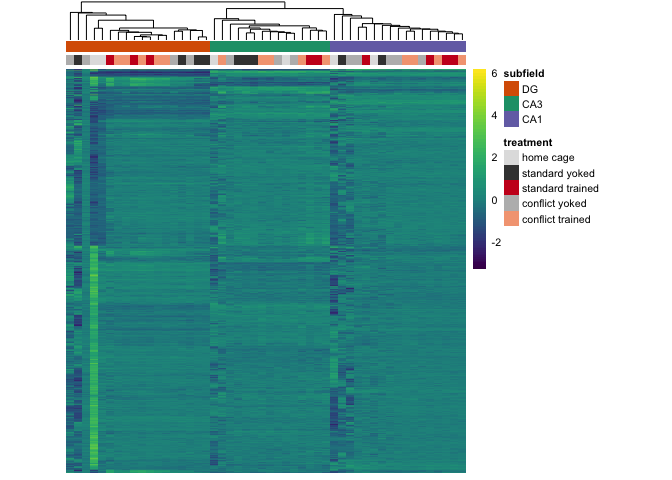 6
4
2
0
-2
subfield
DG
CA3
CA1
treatment
home cage
standard yoked
standard trained
conflict yoked
conflict trained